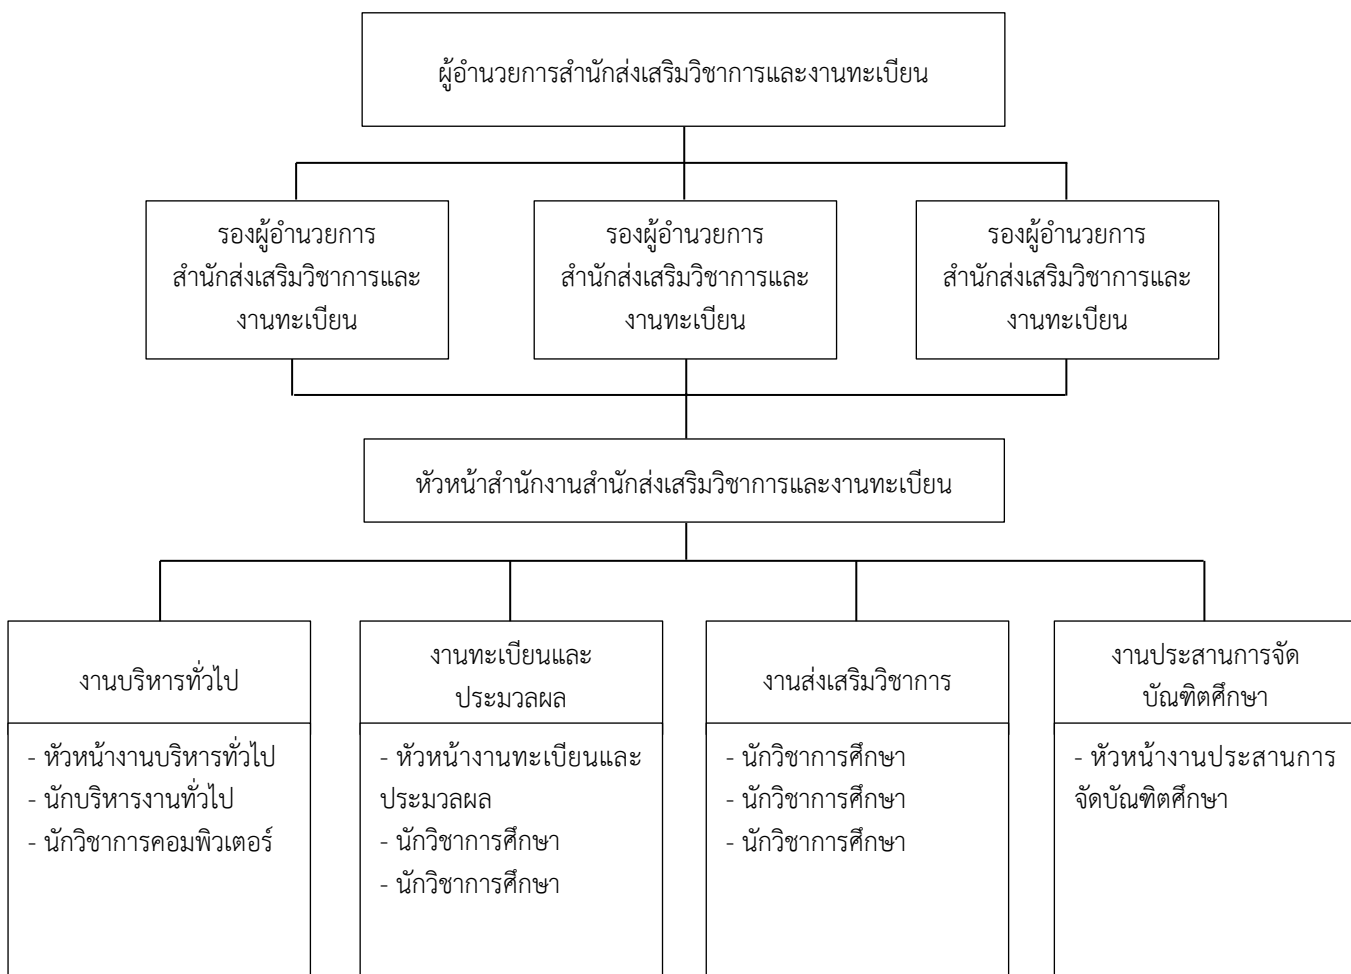 ผู้อำนวยการสำนักส่งเสริมวิชาการและงานทะเบียน
รองผู้อำนวยการ
สำนักส่งเสริมวิชาการและ
งานทะเบียน
รองผู้อำนวยการ
สำนักส่งเสริมวิชาการและ
งานทะเบียน
รองผู้อำนวยการ
สำนักส่งเสริมวิชาการและ
งานทะเบียน
หัวหน้าสำนักงานสำนักส่งเสริมวิชาการและงานทะเบียน
งานบริหารทั่วไป
- หัวหน้างานบริหารทั่วไป
- นักบริหารงานทั่วไป
- นักวิชาการคอมพิวเตอร์
งานทะเบียนและ
ประมวลผล
- หัวหน้างานทะเบียนและ
ประมวลผล
- นักวิชาการศึกษา
- นักวิชาการศึกษา
งานส่งเสริมวิชาการ
- นักวิชาการศึกษา
- นักวิชาการศึกษา
- นักวิชาการศึกษา
งานประสานการจัด
บัณฑิตศึกษา
- หัวหน้างานประสานการ
จัดบัณฑิตศึกษา